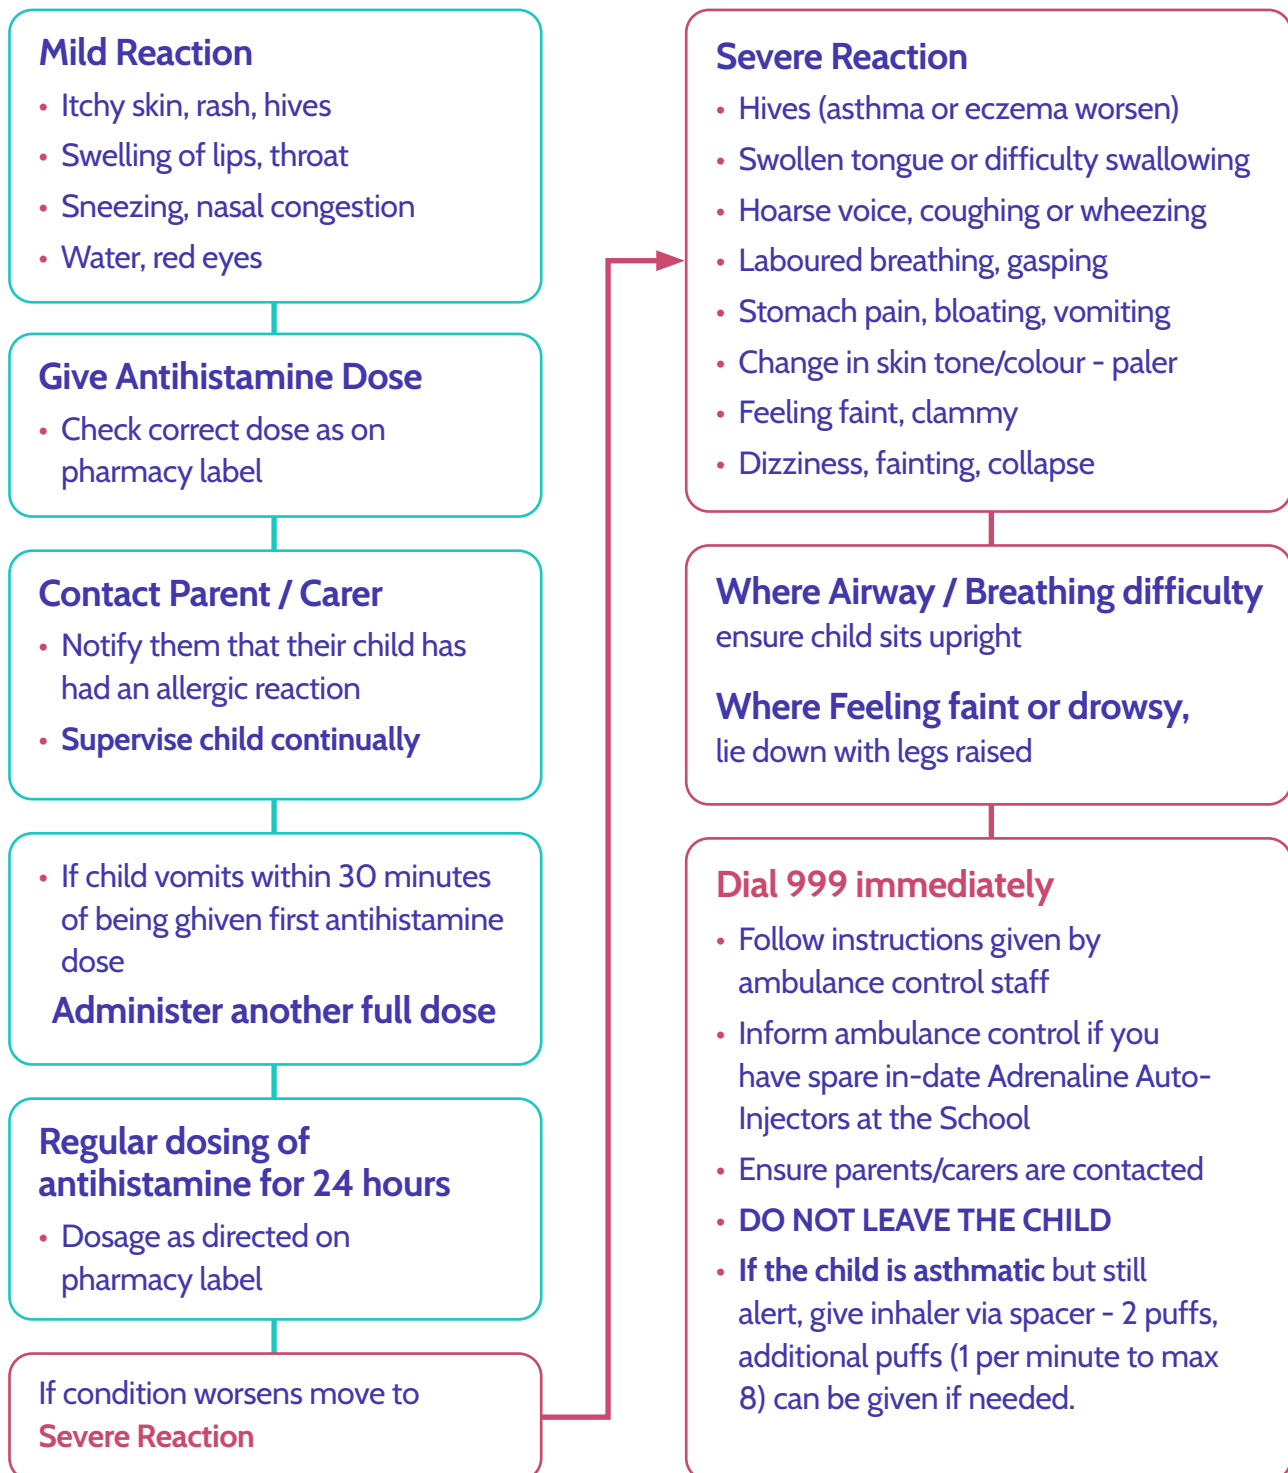 Mild Reaction
• Itchy skin, rash, hives
• Swelling of lips, throat
• Sneezing, nasal congestion
• Water, red eyes
Give Antihistamine Dose
• Check correct dose as on
pharmacy label
Contact Parent / Carer
• Notify them that their child has
had an allergic reaction
• Supervise child continually
• If child vomits within 30 minutes
of being ghiven first antihistamine
dose
Administer another full dose
Regular dosing of
antihistamine for 24 hours
• Dosage as directed on
pharmacy label
If condition worsens move to
Severe Reaction
Severe Reaction
• Hives (asthma or eczema worsen)
• Swollen tongue or difficulty swallowing
• Hoarse voice, coughing or wheezing
• Laboured breathing, gasping
• Stomach pain, bloating, vomiting
• Change in skin tone/colour - paler
• Feeling faint, clammy
• Dizziness, fainting, collapse
Where Airway / Breathing difficulty
ensure child sits upright
Where Feeling faint or drowsy,
lie down with legs raised
Dial 999 immediately
• Follow instructions given by
ambulance control staff
• Inform ambulance control if you
have spare in-date Adrenaline Auto-
Injectors at the School
• Ensure parents/carers are contacted
• DO NOT LEAVE THE CHILD
• If the child is asthmatic but still
alert, give inhaler via spacer - 2 puffs,
additional puffs (1 per minute to max
8) can be given if needed.